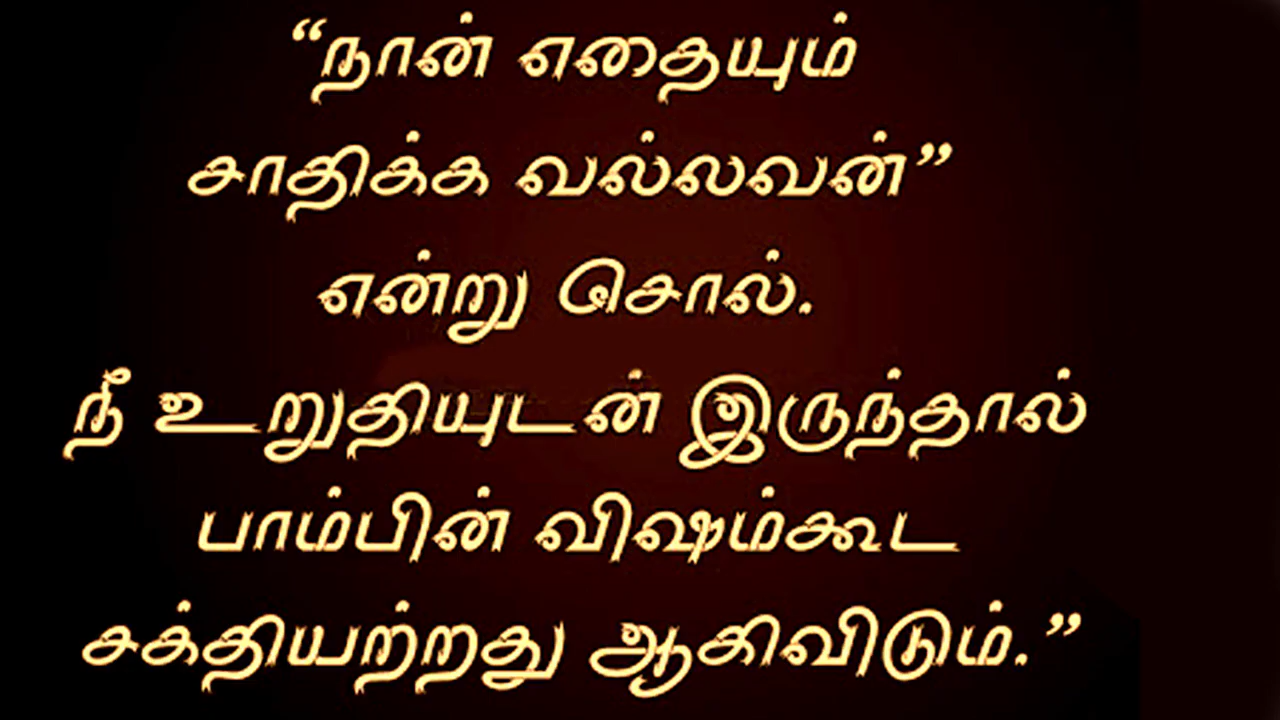 “நான் எதையும்
சாதிக்க வல்லவன்”
என்று சொல்.
நீ உறுதியுடன் இருந்தால்
பாம்பின் விஷம்கூட
சக்தியற்றது ஆகிவிடும்.”